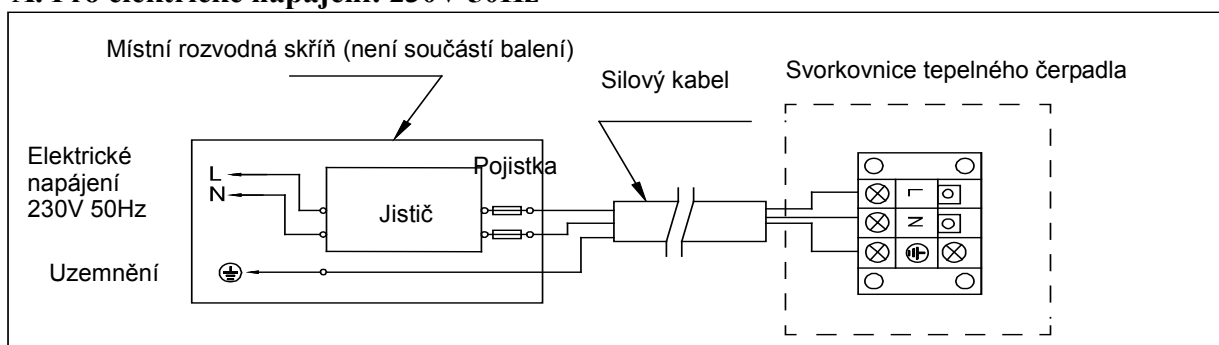 A. Pro elektrické napájení: 230V 50Hz
Místní rozvodná skříň (není součástí balení)
Silový kabel
Svorkovnice tepelného čerpadla
Elektrické
napájení
230V 50Hz
L
N
Jistič
Pojistka
Uzemnění
L
N